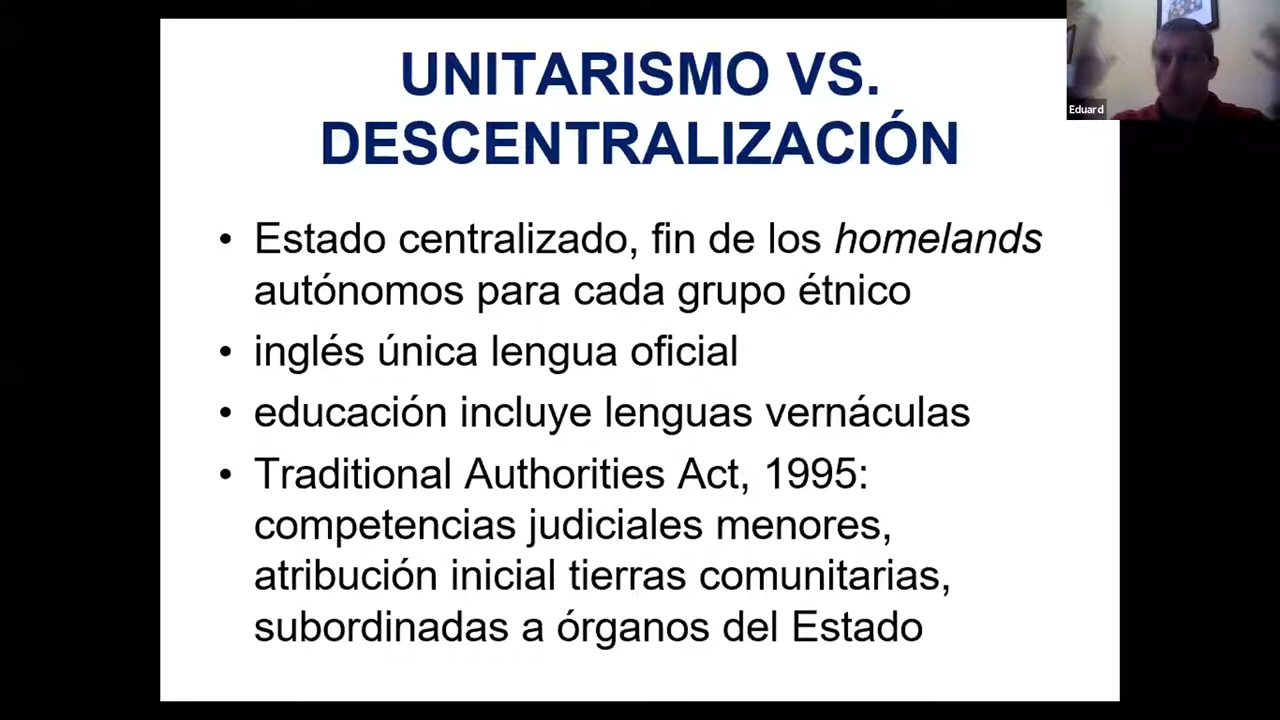 UNITARISMO VS.
DESCENTRALIZACIÓN
• Estado centralizado, fin de los homelands
autónomos para cada grupo étnico
• inglés única lengua oficial
• educación incluye lenguas vernáculas
• Traditional Authorities Act, 1995:
competencias judiciales menores,
atribución inicial tierras comunitarias,
subordinadas a órganos del Estado
Eduard